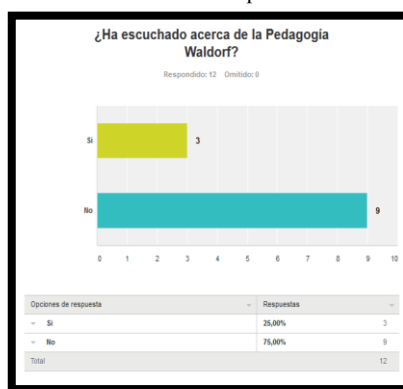 ¿Ha escuchado acerca de la Pedagogía
Waldorf?
Respondido: 12 Omitido: 0
Sí 3
No 9
0 1 2 3 4 5 6 7 8 9 10
Opciones de respuesta Respuestas
Sí 25,00% 3
No 75,00% 9
Total 12